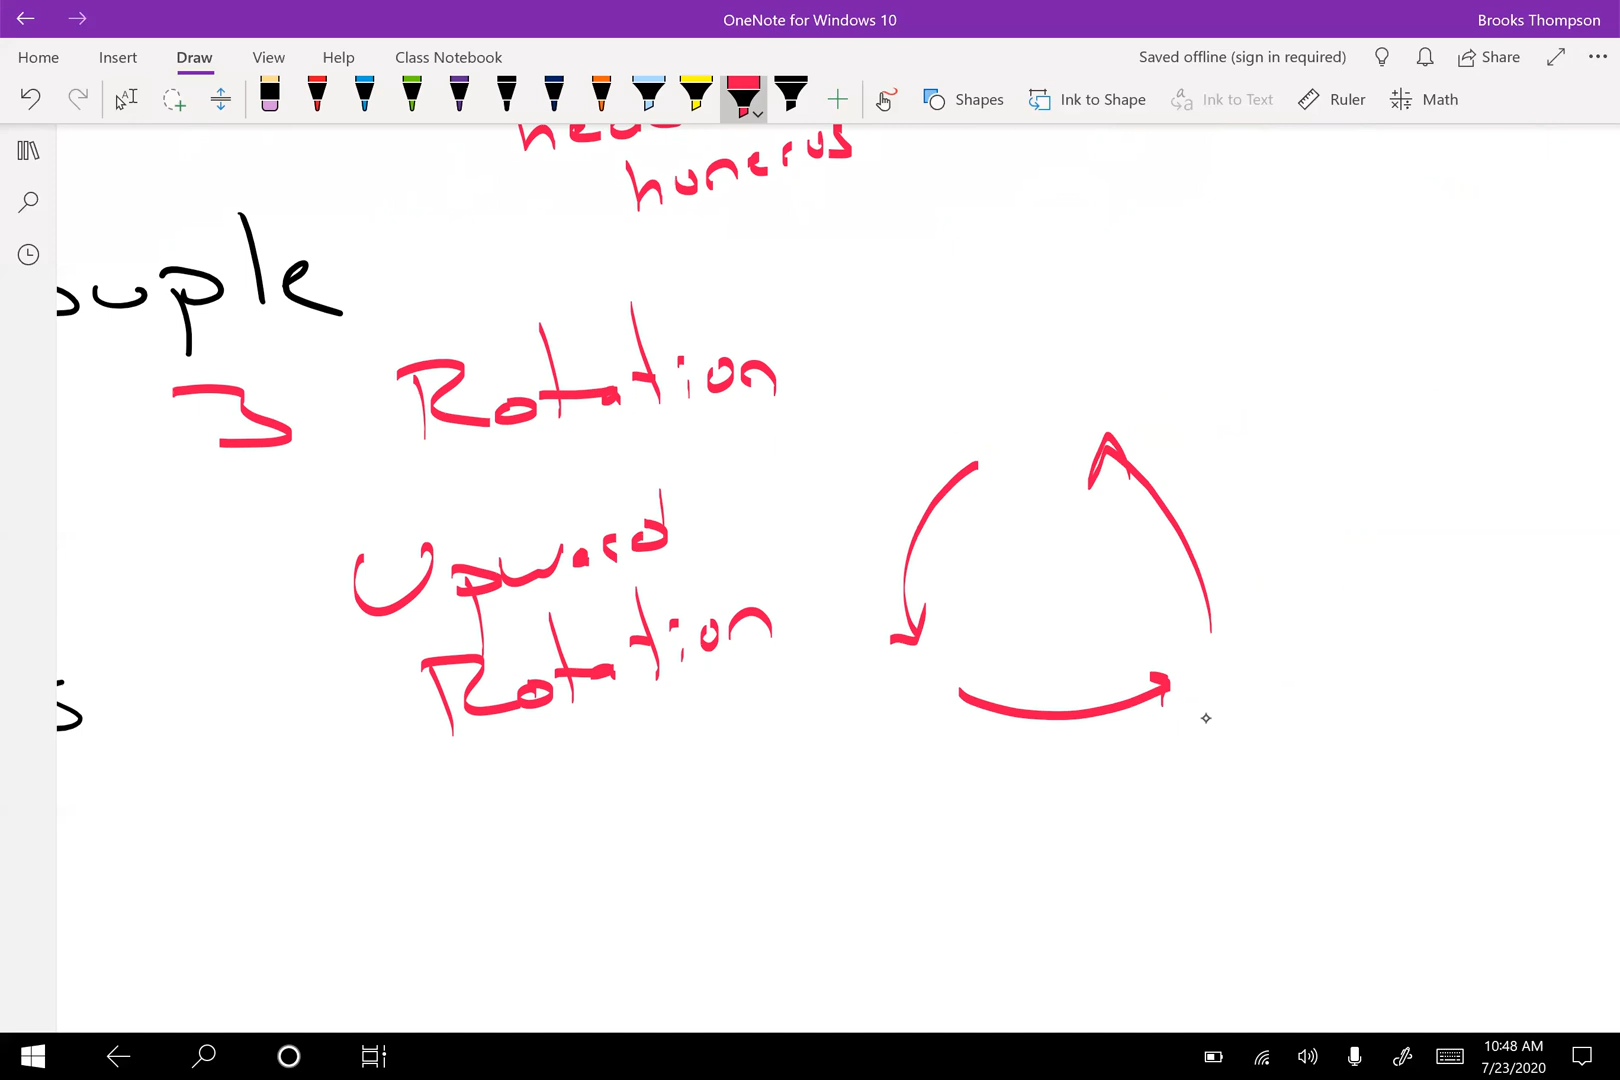 OneNote for Windows 10
Brooks Thompson
Home Insert Draw View Help Class Notebook
Saved offline (sign in required) Share
Shapes Ink to Shape Ink to Text Ruler Math
humerus
ouple
3 Rotation
Upward
Rotation
s
10:48 AM
7/23/2020